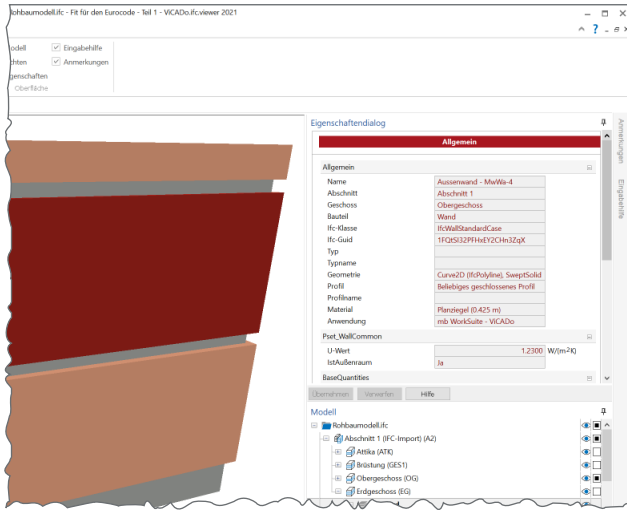 Rohbaumodell.ifc - Fit für den Eurocode - Teil 1 - ViCADo.ifc.viewer 2021
odell Eingabehilfe
chten Anmerkungen
genschaften
Oberfläche
Eigenschaftendialog
Allgemein
Allgemein
Name Aussenwand - MwWa-4
Abschnitt Abschnitt 1
Geschoss Obergeschoss
Bauteil Wand
Ifc-Klasse IfcWallStandardCase
Ifc-Guid 1FQtSI32PFHxEY2CHn3ZqX
Typ
Typname
Geometrie Curve2D (IfcPolyline), SweptSolid
Profil Beliebiges geschlossenes Profil
Profilname
Material Planziegel (0.425 m)
Anwendung mb WorkSuite - ViCADo
Pset_WallCommon
U-Wert 1.2300 W/(m²K)
IstAußenraum Ja
BaseQuantities
Übernehmen Verwerfen Hilfe
Modell
Rohbaumodell.ifc
Abschnitt 1 (IFC-Import) (A2)
Attika (ATK)
Brüstung (GES1)
Obergeschoss (OG)
Erdgeschoss (EG)
Anmerkungen
Eingabehilfe